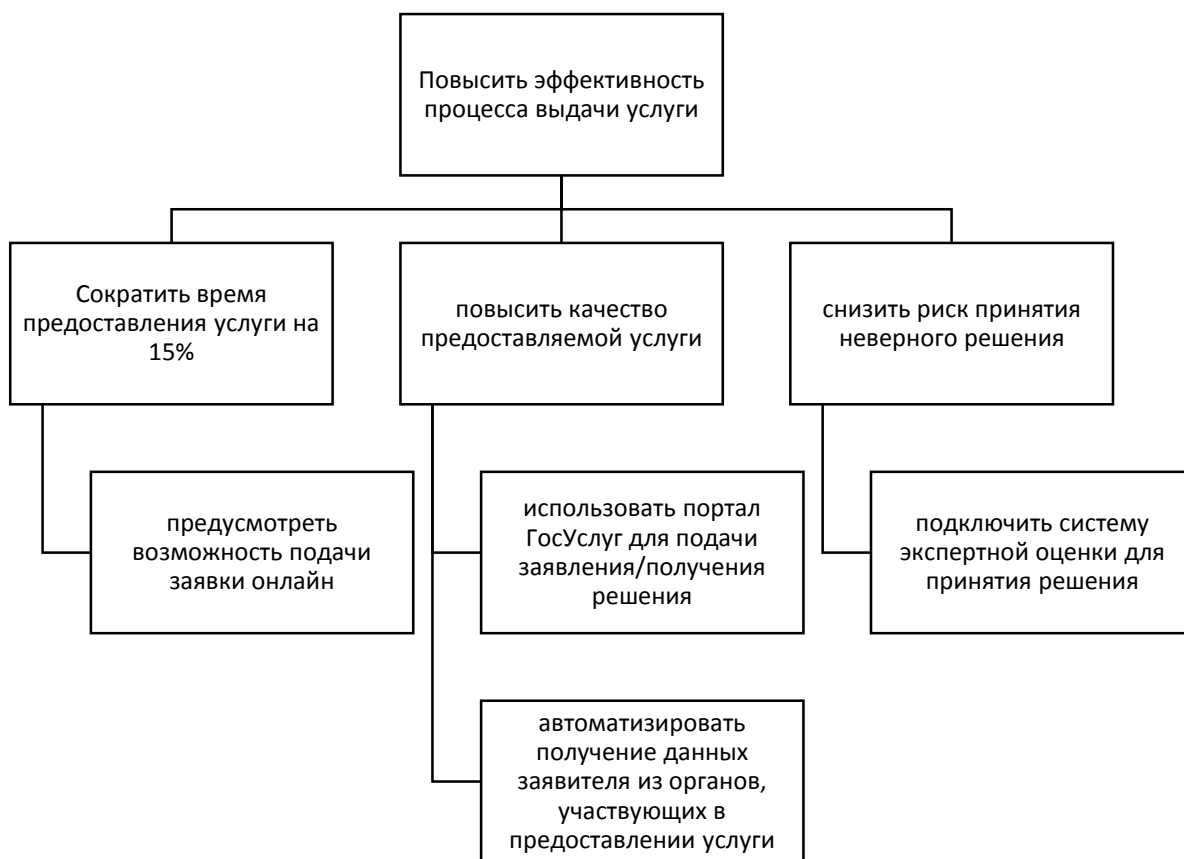 Повысить эффективность
процесса выдачи услуги
Сократить время
предоставления услуги на
15%
повысить качество
предоставляемой услуги
снизить риск принятия
неверного решения
предусмотреть
возможность подачи
заявки онлайн
использовать портал
ГосУслуг для подачи
заявления/получения
решения
подключить систему
экспертной оценки для
принятия решения
автоматизировать
получение данных
заявителя из органов,
участвующих в
предоставлении услуги